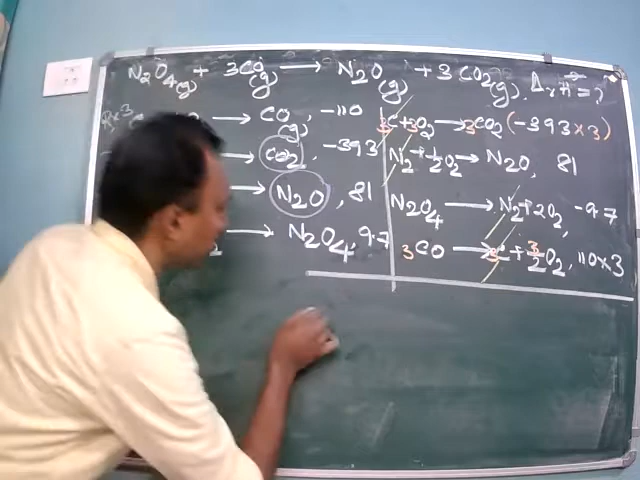 N₂O₄(g) + 3CO(g) → N₂O(g) + 3CO₂(g), ΔᵣH = ?
→ CO(g), -110
→ CO₂, -393
→ N₂O, 81
→ N₂O₄, 9.7
3C + 3O₂ → 3CO₂ (-393 × 3)
N₂ + ½O₂ → N₂O, 81
N₂O₄ → N₂ + 2O₂, -9.7
3CO → 3C + 3/2 O₂, 110 × 3